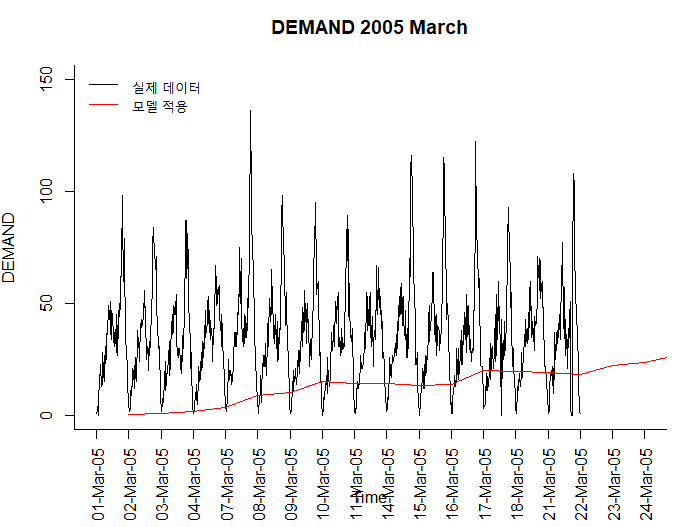 DEMAND 2005 March
실제 데이터
모델 적용
DEMAND
150
100
50
0
01-Mar-05
02-Mar-05
03-Mar-05
04-Mar-05
07-Mar-05
08-Mar-05
09-Mar-05
10-Mar-05
11-Mar-05
14-Mar-05
15-Mar-05
16-Mar-05
17-Mar-05
18-Mar-05
21-Mar-05
22-Mar-05
23-Mar-05
24-Mar-05
Time